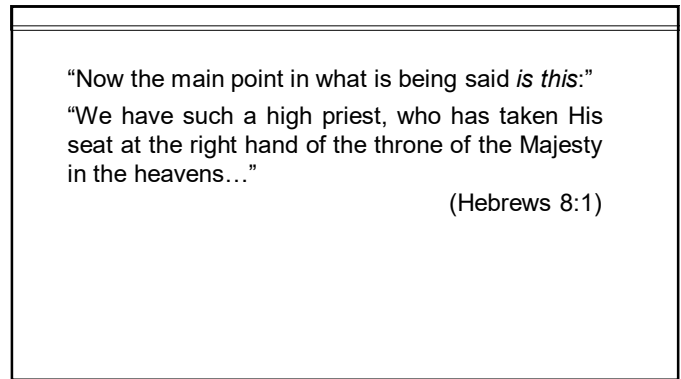 “Now the main point in what is being said is this:”
“We have such a high priest, who has taken His
seat at the right hand of the throne of the Majesty
in the heavens…”
(Hebrews 8:1)